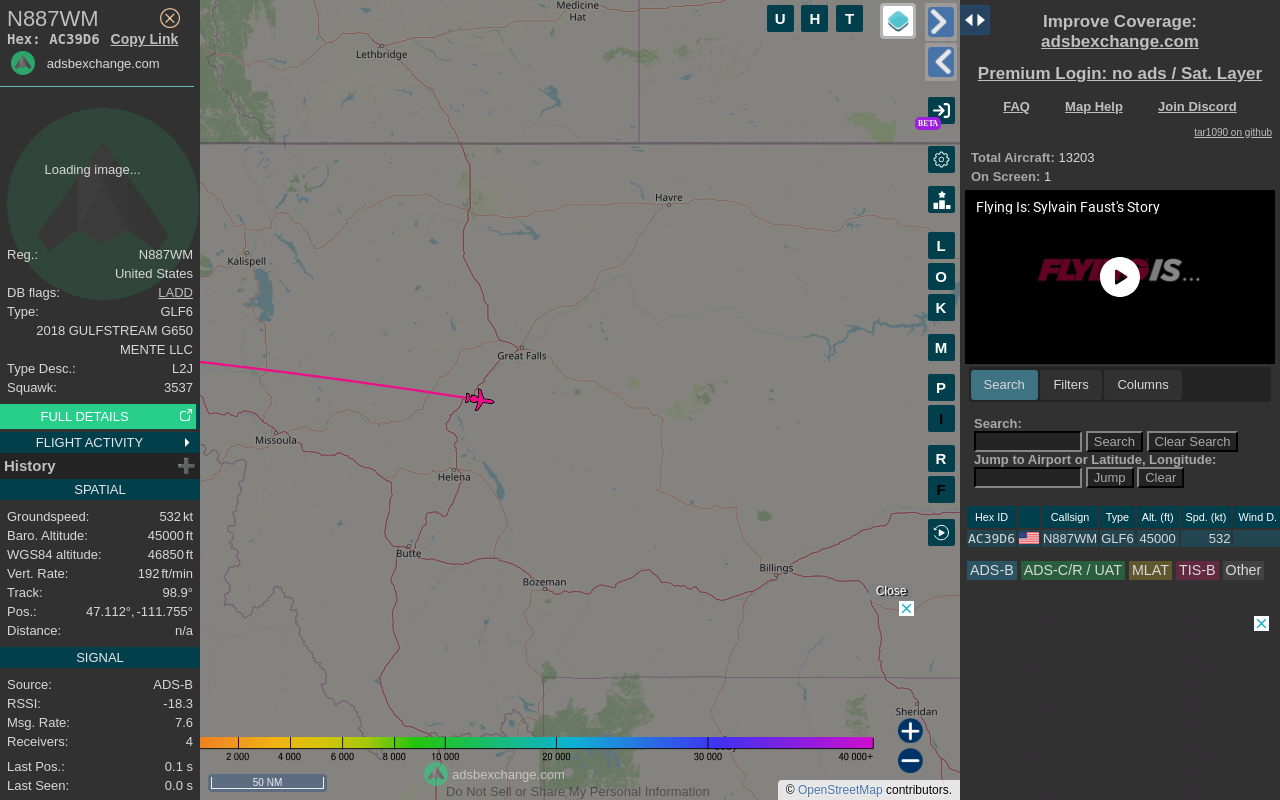 N887WM
Hex: AC39D6 Copy Link
adsbexchange.com
Loading image...
Reg.: N887WM
United States
DB flags: LADD
Type: GLF6
2018 GULFSTREAM G650
MENTE LLC
Type Desc.: L2J
Squawk: 3537
FULL DETAILS
FLIGHT ACTIVITY
History
SPATIAL
Groundspeed: 532 kt
Baro. Altitude: 45000 ft
WGS84 altitude: 46850 ft
Vert. Rate: 192 ft/min
Track: 98.9°
Pos.: 47.112°, -111.755°
Distance: n/a
SIGNAL
Source: ADS-B
RSSI: -18.3
Msg. Rate: 7.6
Receivers: 4
Last Pos.: 0.1 s
Last Seen: 0.0 s
Medicine
Hat
Lethbridge
Havre
Kalispell
Great Falls
Missoula
Helena
Butte
Bozeman
Billings
Sheridan
U H T
BETA
L
O
K
M
P
I
R
F
Close
2 000 4 000 6 000 8 000 10 000 20 000 30 000 40 000+
50 NM
adsbexchange.com
Do Not Sell or Share My Personal Information
© OpenStreetMap contributors.
Improve Coverage:
adsbexchange.com
Premium Login: no ads / Sat. Layer
FAQ Map Help Join Discord
tar1090 on github
Total Aircraft: 13203
On Screen: 1
Flying Is: Sylvain Faust's Story
FLYING IS...
Search Filters Columns
Search:
Search Clear Search
Jump to Airport or Latitude, Longitude:
Jump Clear
Hex ID Callsign Type Alt. (ft) Spd. (kt) Wind D.
AC39D6 N887WM GLF6 45000 532
ADS-B ADS-C/R / UAT MLAT TIS-B Other